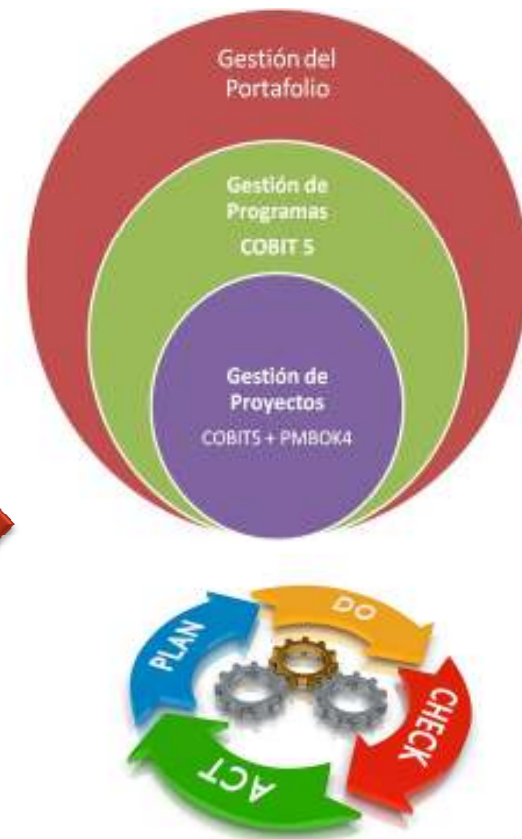 Gestión del
Portafolio
Gestión de
Programas
COBIT 5
Gestión de
Proyectos
COBIT5 + PMBOK4
PLAN
DO
CHECK
ACT